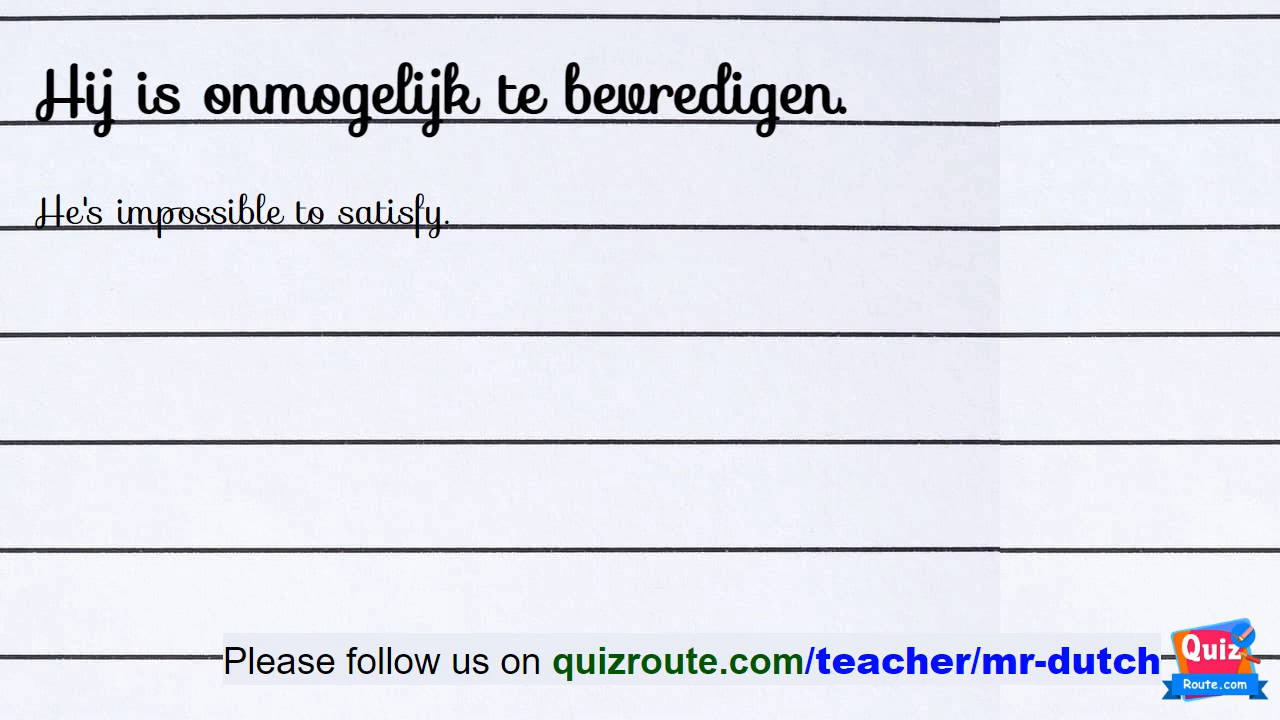 Hij is onmogelijk te bevredigen.
He's impossible to satisfy.
Please follow us on quizroute.com/teacher/mr-dutch
Quiz
Route.com